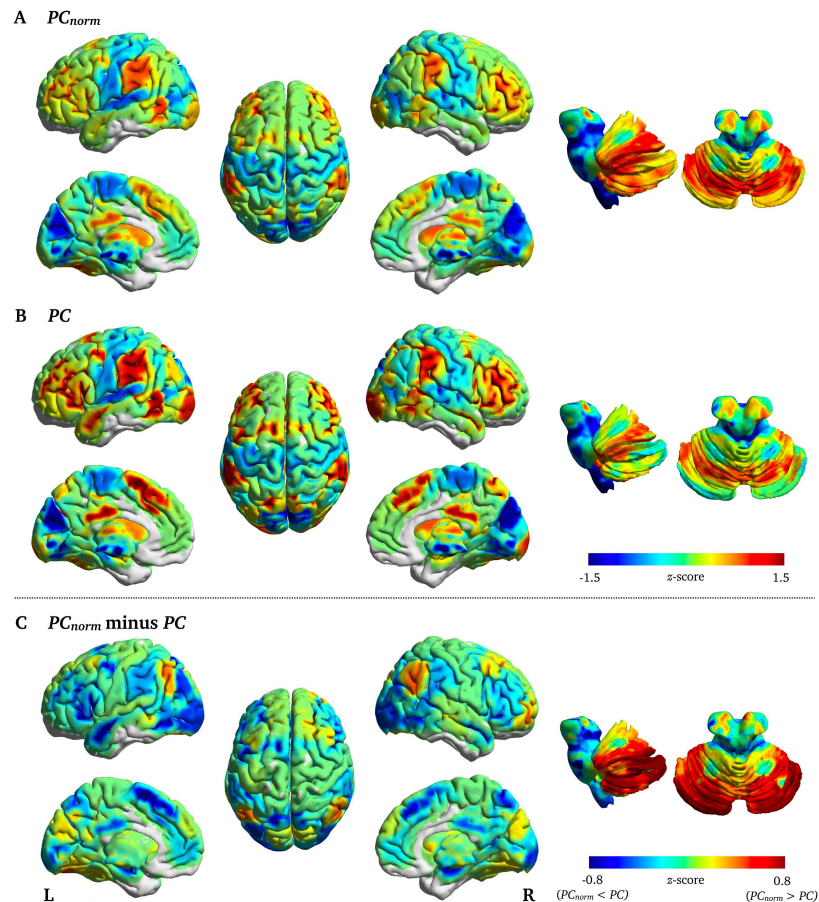 A PCnorm
B PC
-1.5 z-score 1.5
C PCnorm minus PC
-0.8 z-score 0.8
(PCnorm < PC) (PCnorm > PC)
L R